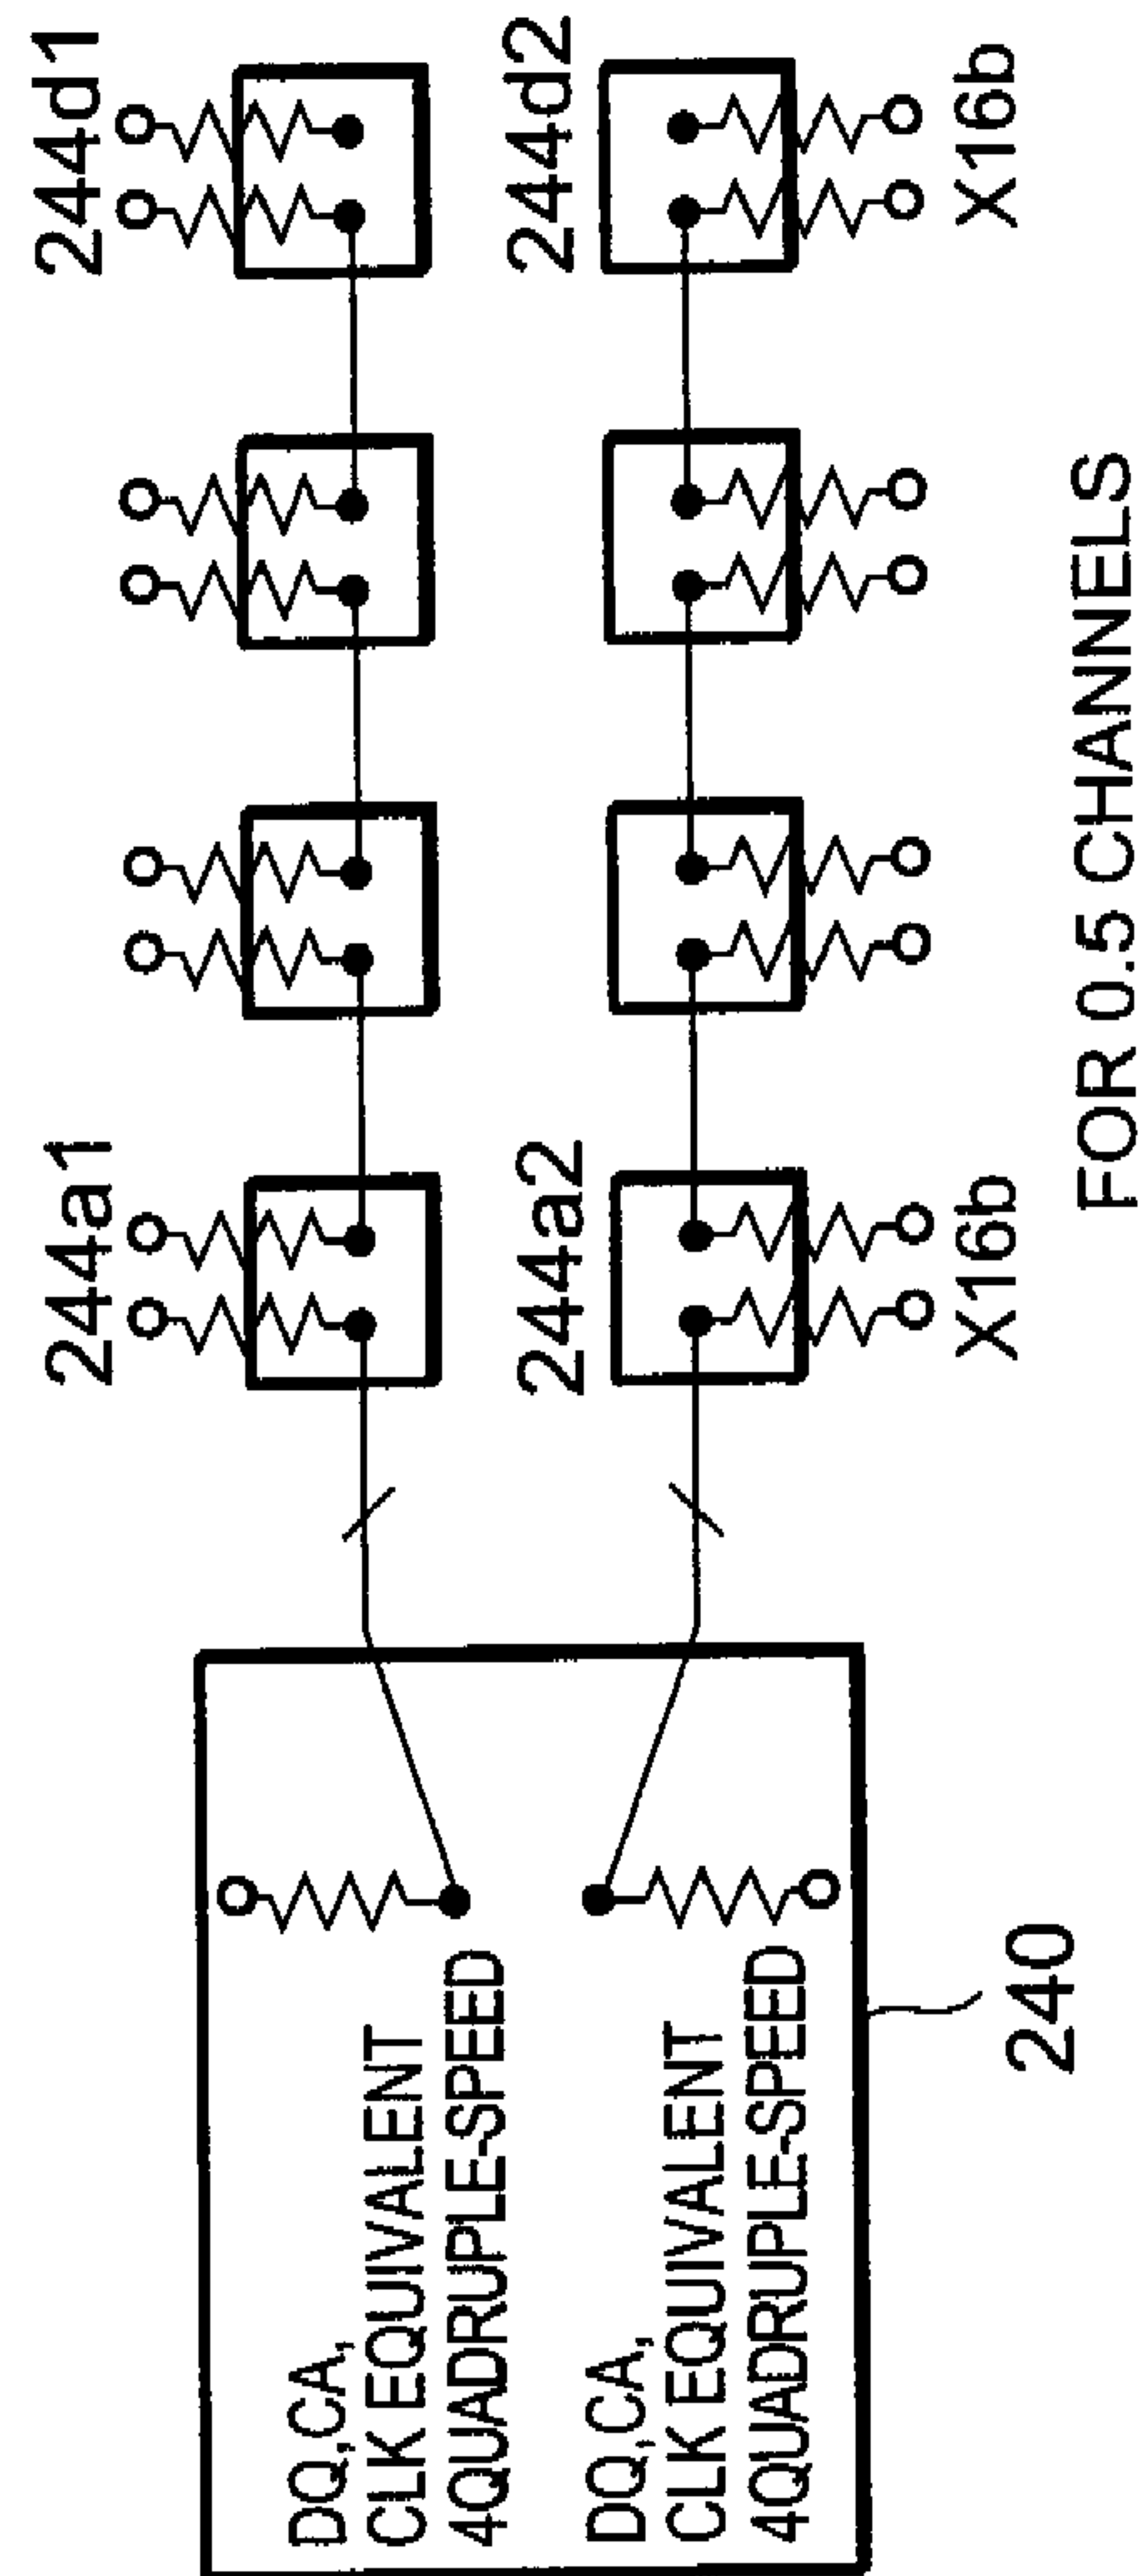 244a1
244d1
DQ,CA,
CLK EQUIVALENT
4QUADRUPLE-SPEED
244a2
244d2
DQ,CA,
CLK EQUIVALENT
4QUADRUPLE-SPEED
X16b
X16b
240
FOR 0.5 CHANNELS